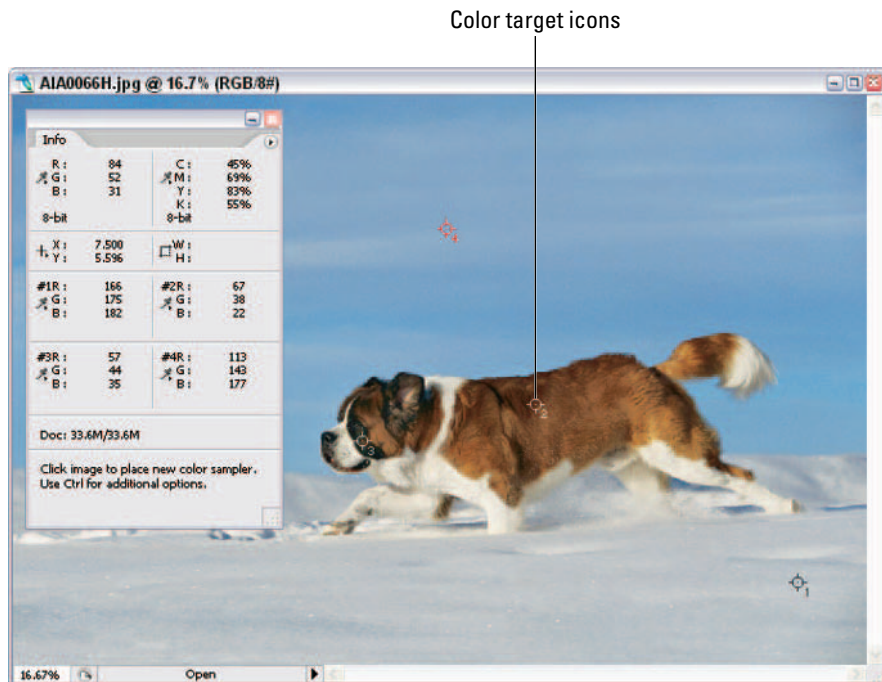 Color target icons
AIA0066H.jpg @ 16.7% (RGB/8#)
Info
R: 84 C: 45%
G: 52 M: 69%
B: 31 Y: 83%
K: 55%
8-bit 8-bit
X: 7.500 W:
Y: 5.596 H:
#1R: 166 #2R: 67
G: 175 G: 38
B: 182 B: 22
#3R: 57 #4R: 113
G: 44 G: 143
B: 35 B: 177
Doc: 33.6M/33.6M
Click image to place new color sampler.
Use Ctrl for additional options.
4
2
3
1
16.67% Open